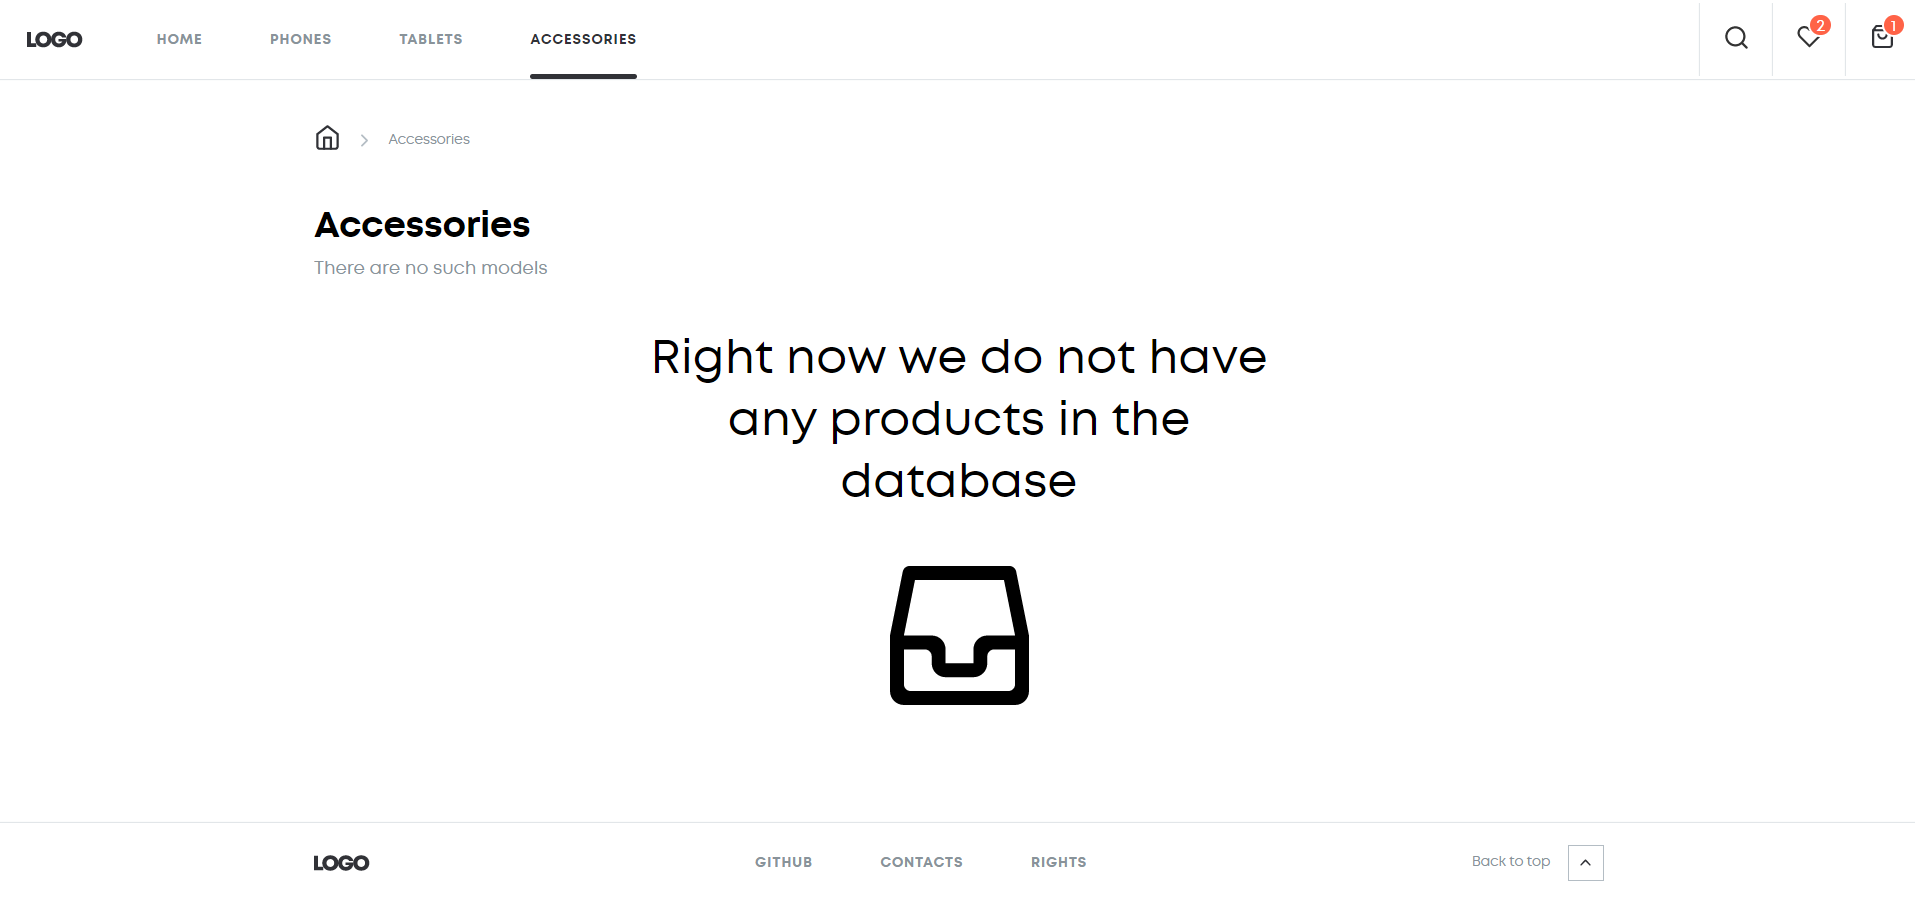 LOGO HOME PHONES TABLETS ACCESSORIES 2 1
Accessories
Accessories
There are no such models
Right now we do not have
any products in the
database
LOGO GITHUB CONTACTS RIGHTS Back to top